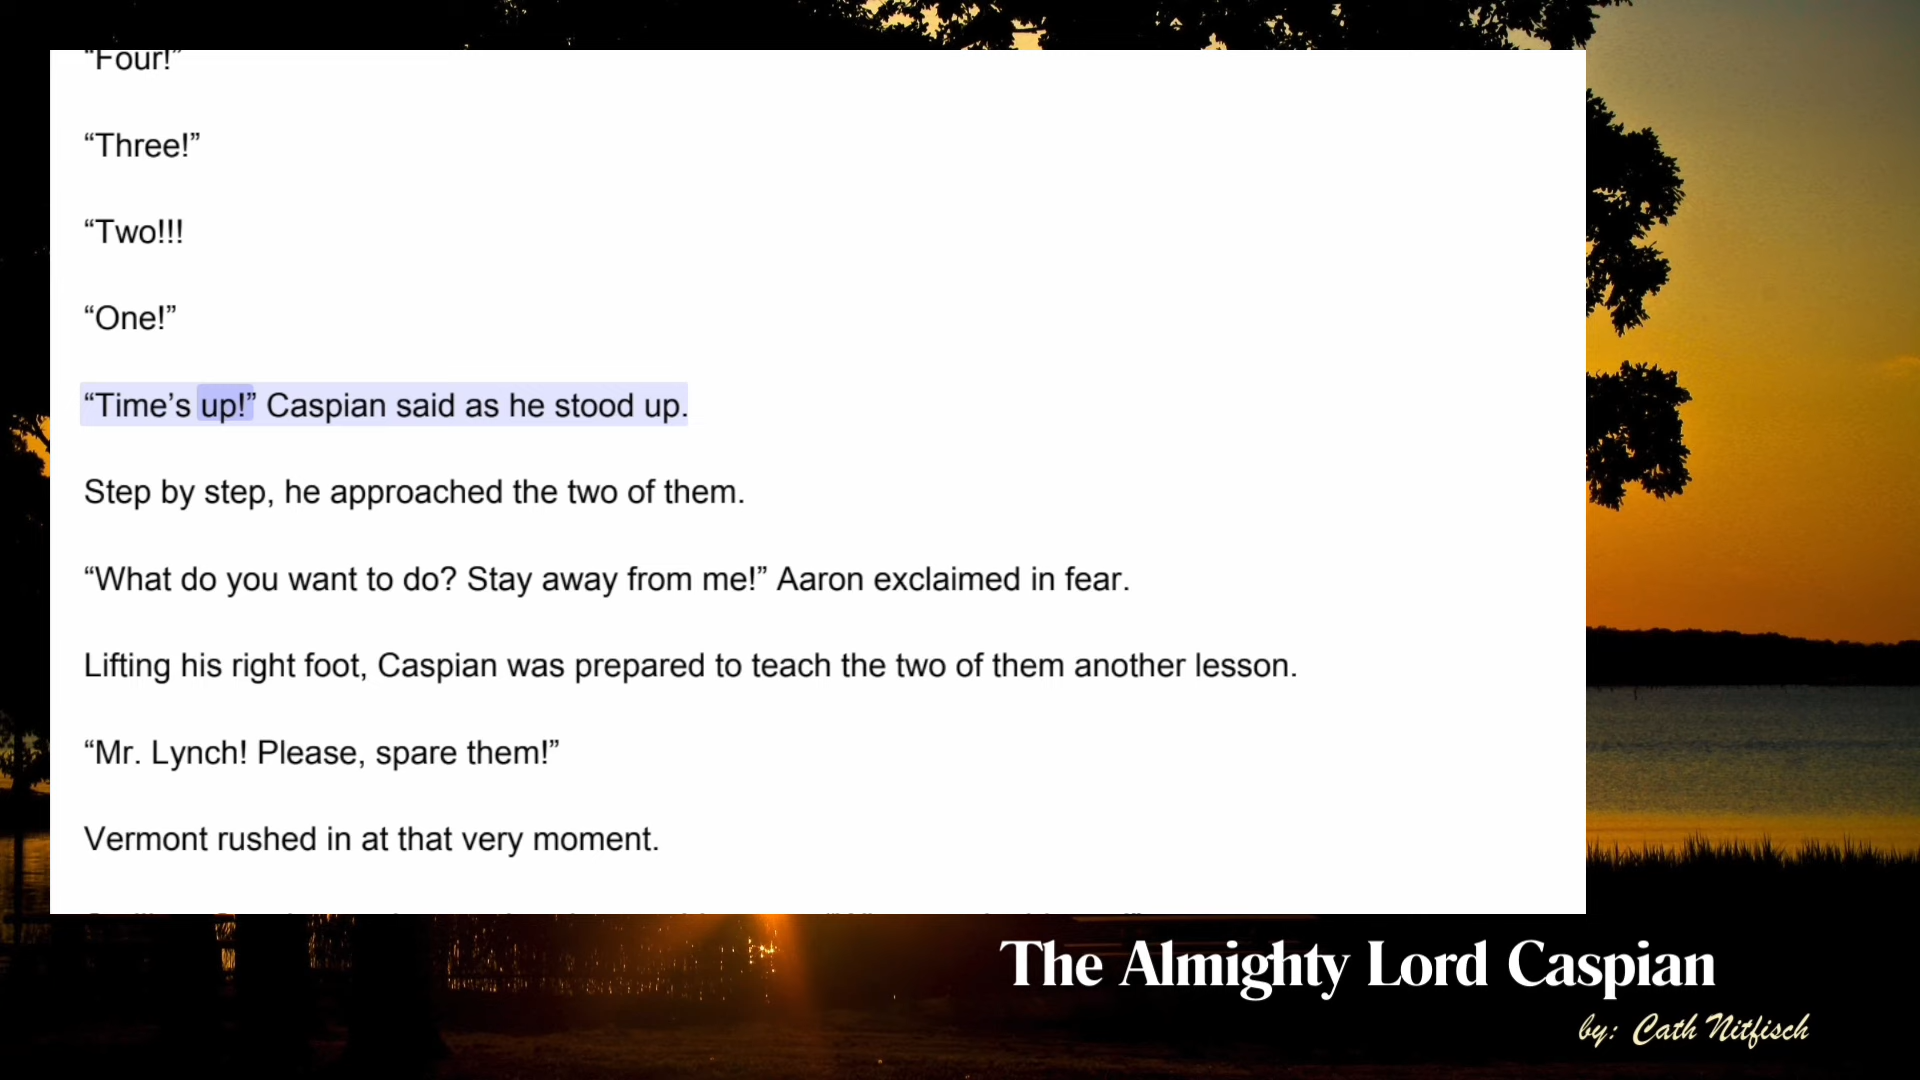 “Four!”
“Three!”
“Two!!!
“One!”
“Time’s up!” Caspian said as he stood up.
Step by step, he approached the two of them.
“What do you want to do? Stay away from me!” Aaron exclaimed in fear.
Lifting his right foot, Caspian was prepared to teach the two of them another lesson.
“Mr. Lynch! Please, spare them!”
Vermont rushed in at that very moment.
The Almighty Lord Caspian
by: Cath Nitfisch